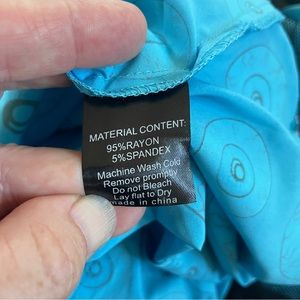 MATERIAL CONTENT:
95%RAYON
5%SPANDEX
Machine Wash Cold
Remove prompby
Do not Bleach
Lay flat to Dry
made in china